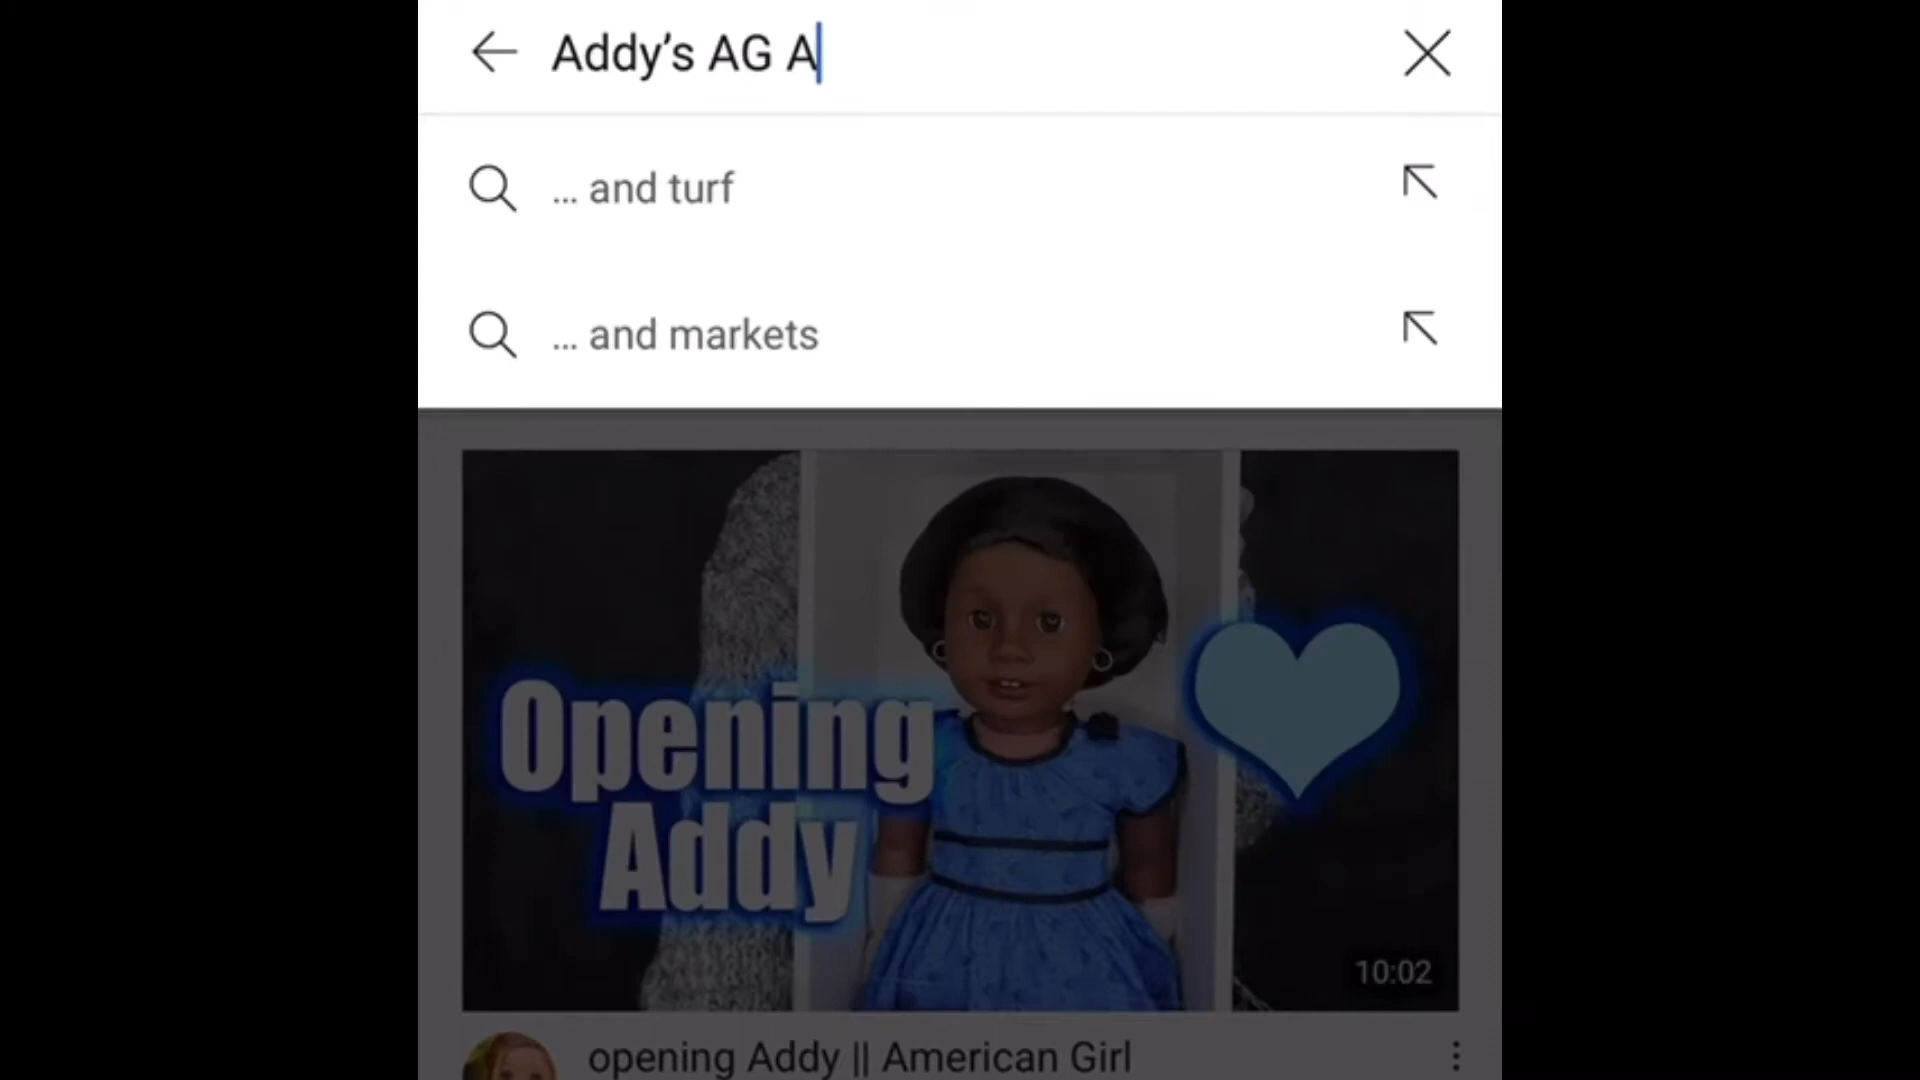 Addy's AG A
... and turf
... and markets
Opening
Addy
10:02
opening Addy || American Girl